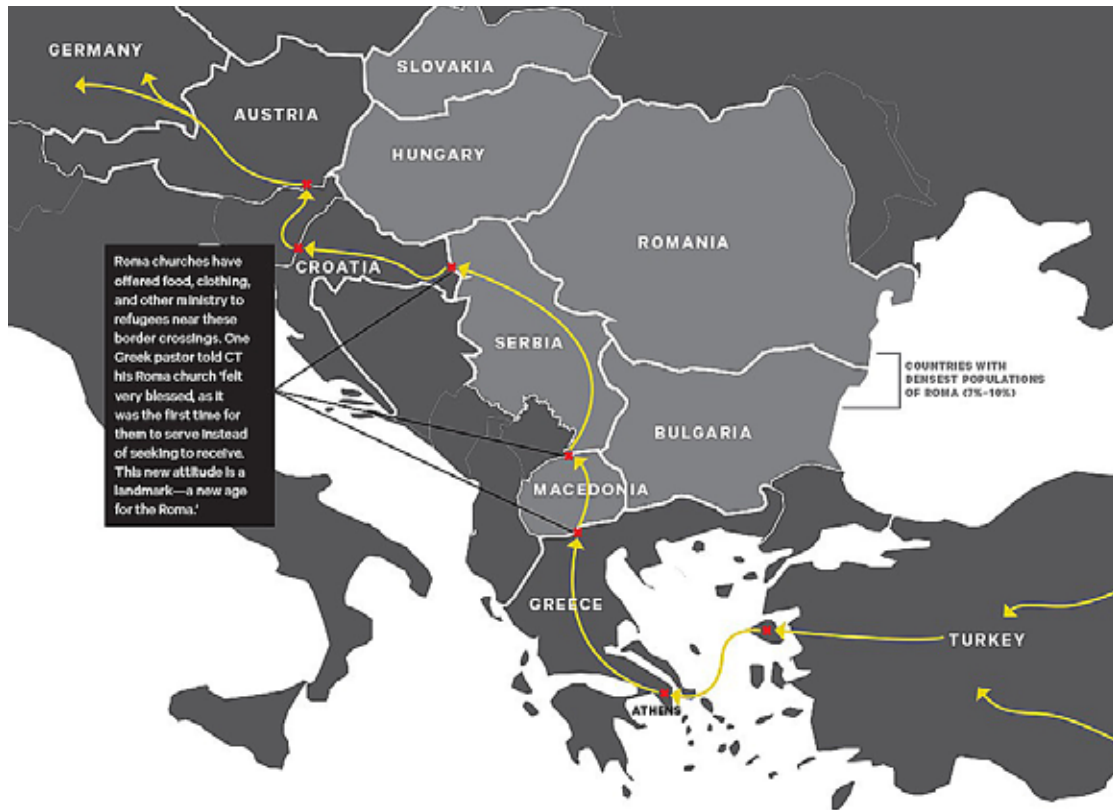 GERMANY
SLOVAKIA
AUSTRIA
HUNGARY
ROMANIA
CROATIA
Roma churches have
offered food, clothing,
and other ministry to
refugees near these
border crossings. One
Greek pastor told CT
his Roma church ‘felt
very blessed, as it
was the first time for
them to serve instead
of seeking to receive.
This new attitude is a
landmark—a new age
for the Roma.’
SERBIA
COUNTRIES WITH
DENSEST POPULATIONS
OF ROMA (7%–10%)
BULGARIA
MACEDONIA
GREECE
TURKEY
ATHENS